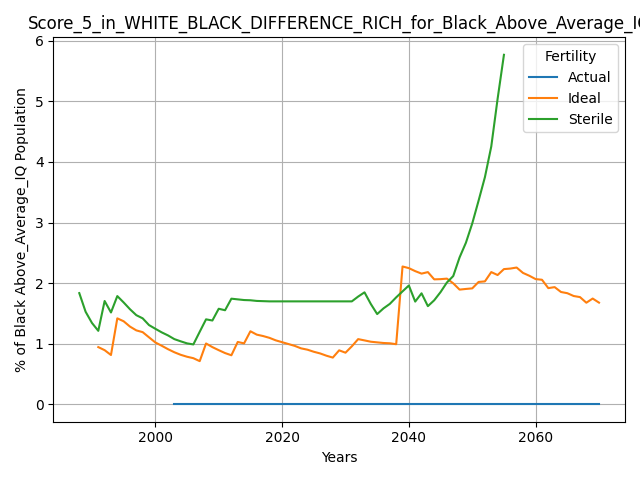 Score_5_in_WHITE_BLACK_DIFFERENCE_RICH_for_Black_Above_Average_IQ
6
5
4
3
2
1
0
% of Black Above_Average_IQ Population
Fertility
Actual
Ideal
Sterile
2000
2020
2040
2060
Years